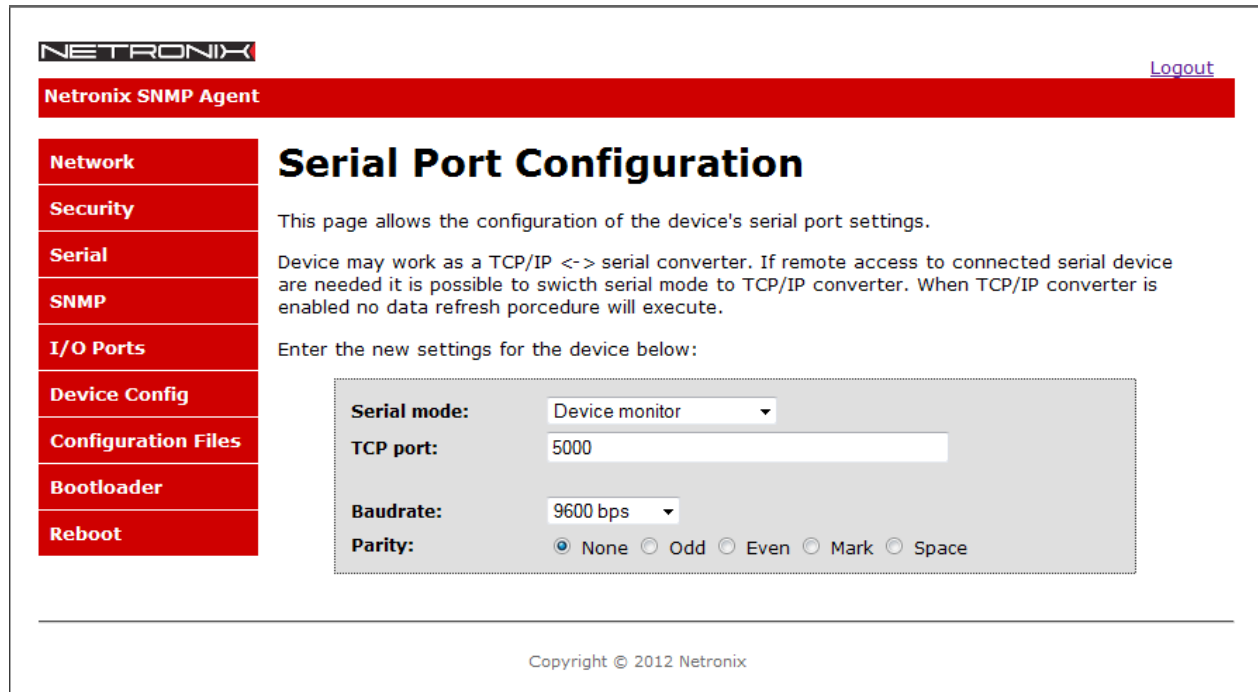 NETRONIX
Logout
Netronix SNMP Agent
Network
Security
Serial
SNMP
I/O Ports
Device Config
Configuration Files
Bootloader
Reboot
Serial Port Configuration
This page allows the configuration of the device's serial port settings.
Device may work as a TCP/IP <-> serial converter. If remote access to connected serial device
are needed it is possible to swicth serial mode to TCP/IP converter. When TCP/IP converter is
enabled no data refresh porcedure will execute.
Enter the new settings for the device below:
Serial mode: Device monitor
TCP port: 5000
Baudrate: 9600 bps
Parity: None Odd Even Mark Space
Copyright © 2012 Netronix